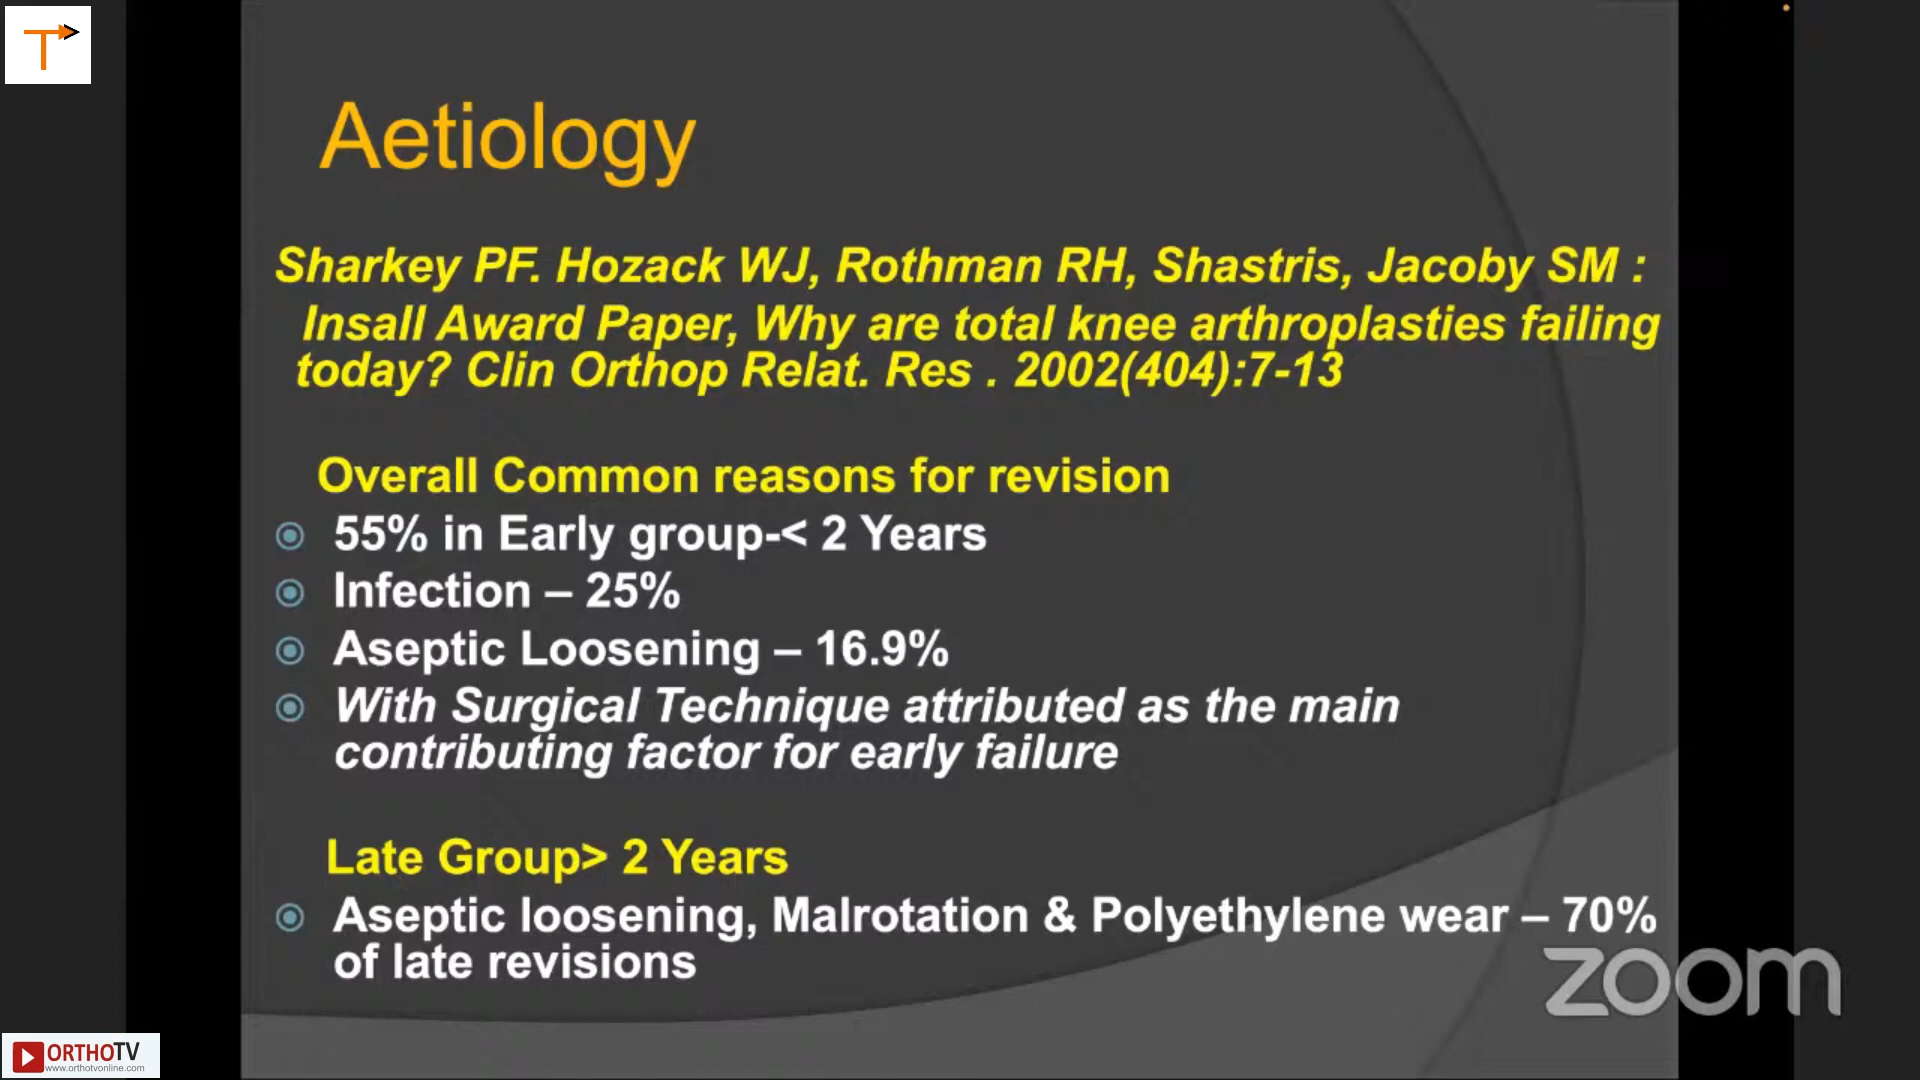 T
Aetiology
Sharkey PF. Hozack WJ, Rothman RH, Shastris, Jacoby SM :
Insall Award Paper, Why are total knee arthroplasties failing
today? Clin Orthop Relat. Res . 2002(404):7-13
Overall Common reasons for revision
55% in Early group-< 2 Years
Infection – 25%
Aseptic Loosening – 16.9%
With Surgical Technique attributed as the main
contributing factor for early failure
Late Group> 2 Years
Aseptic loosening, Malrotation & Polyethylene wear – 70%
of late revisions
zoom
ORTHOTV
www.orthotvonline.com